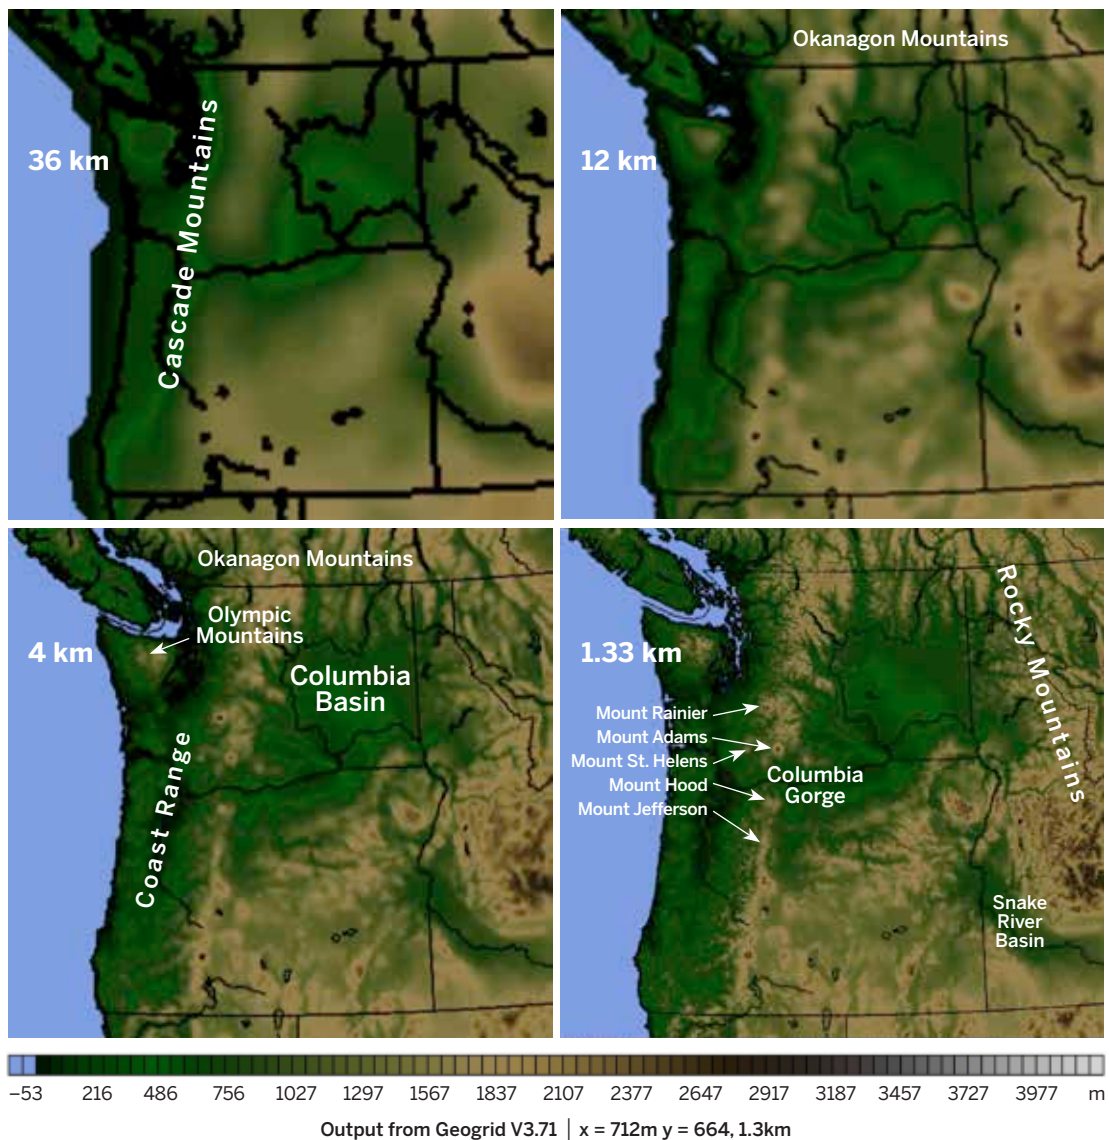 36 km
Cascade Mountains
Okanagon Mountains
12 km
Okanagon Mountains
Olympic
Mountains
4 km
Columbia
Basin
Coast Range
1.33 km
Rocky Mountains
Mount Rainier
Mount Adams
Mount St. Helens
Mount Hood
Mount Jefferson
Columbia
Gorge
Snake
River
Basin
−53 216 486 756 1027 1297 1567 1837 2107 2377 2647 2917 3187 3457 3727 3977 m
Output from Geogrid V3.71 | x = 712m y = 664, 1.3km